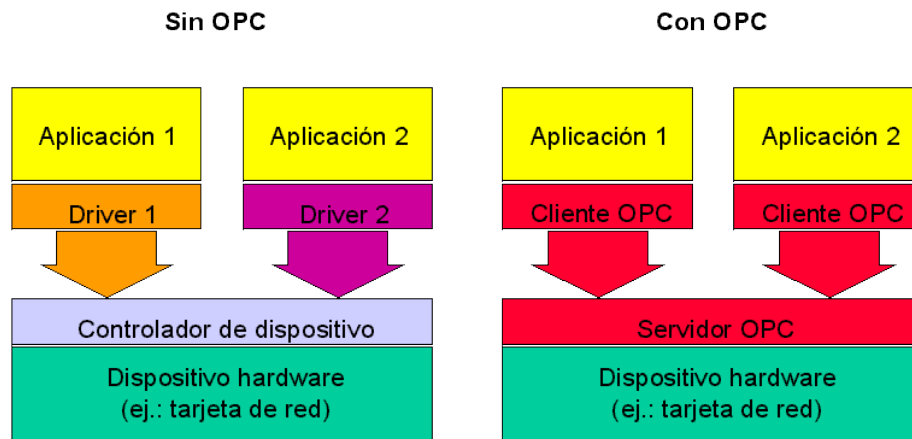 Sin OPC
Aplicación 1
Aplicación 2
Driver 1
Driver 2
Controlador de dispositivo
Dispositivo hardware
(ej.: tarjeta de red)
Con OPC
Aplicación 1
Aplicación 2
Cliente OPC
Cliente OPC
Servidor OPC
Dispositivo hardware
(ej.: tarjeta de red)